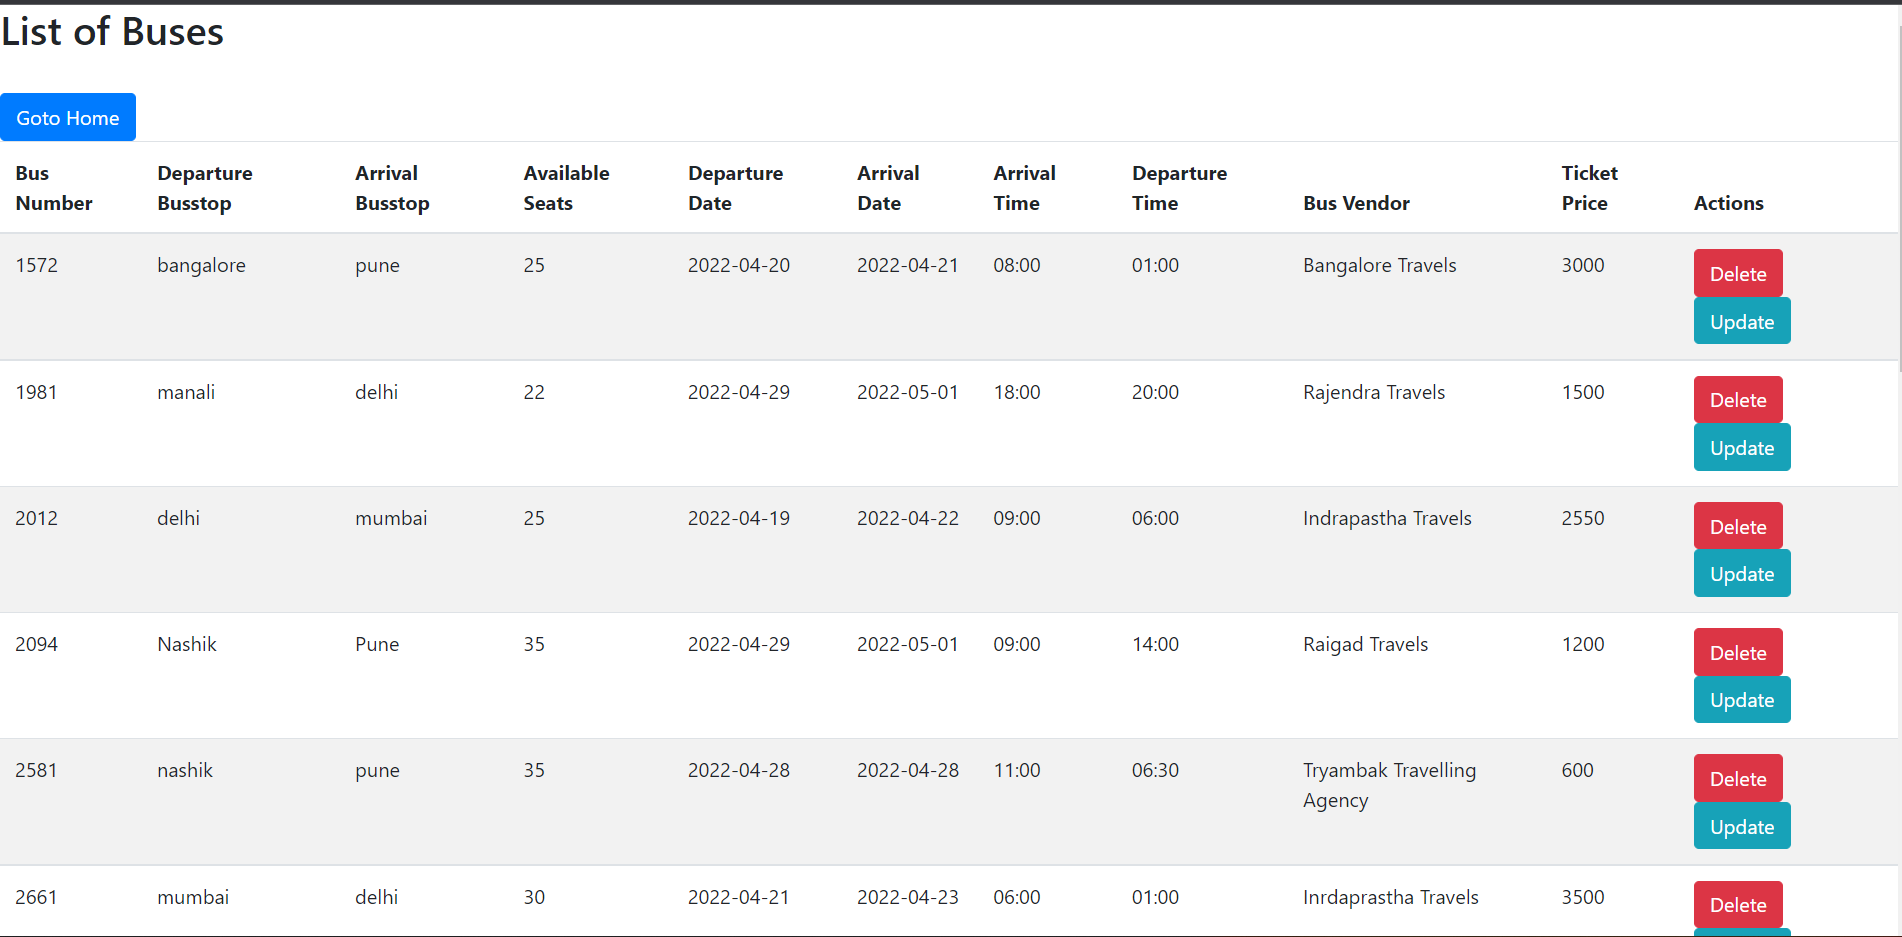 List of Buses
Goto Home
Bus Number Departure Busstop Arrival Busstop Available Seats Departure Date Arrival Date Arrival Time Departure Time Bus Vendor Ticket Price Actions
1572 bangalore pune 25 2022-04-20 2022-04-21 08:00 01:00 Bangalore Travels 3000 Delete
Update
1981 manali delhi 22 2022-04-29 2022-05-01 18:00 20:00 Rajendra Travels 1500 Delete
Update
2012 delhi mumbai 25 2022-04-19 2022-04-22 09:00 06:00 Indrapastha Travels 2550 Delete
Update
2094 Nashik Pune 35 2022-04-29 2022-05-01 09:00 14:00 Raigad Travels 1200 Delete
Update
2581 nashik pune 35 2022-04-28 2022-04-28 11:00 06:30 Tryambak Travelling Agency 600 Delete
Update
2661 mumbai delhi 30 2022-04-21 2022-04-23 06:00 01:00 Inrdaprastha Travels 3500 Delete